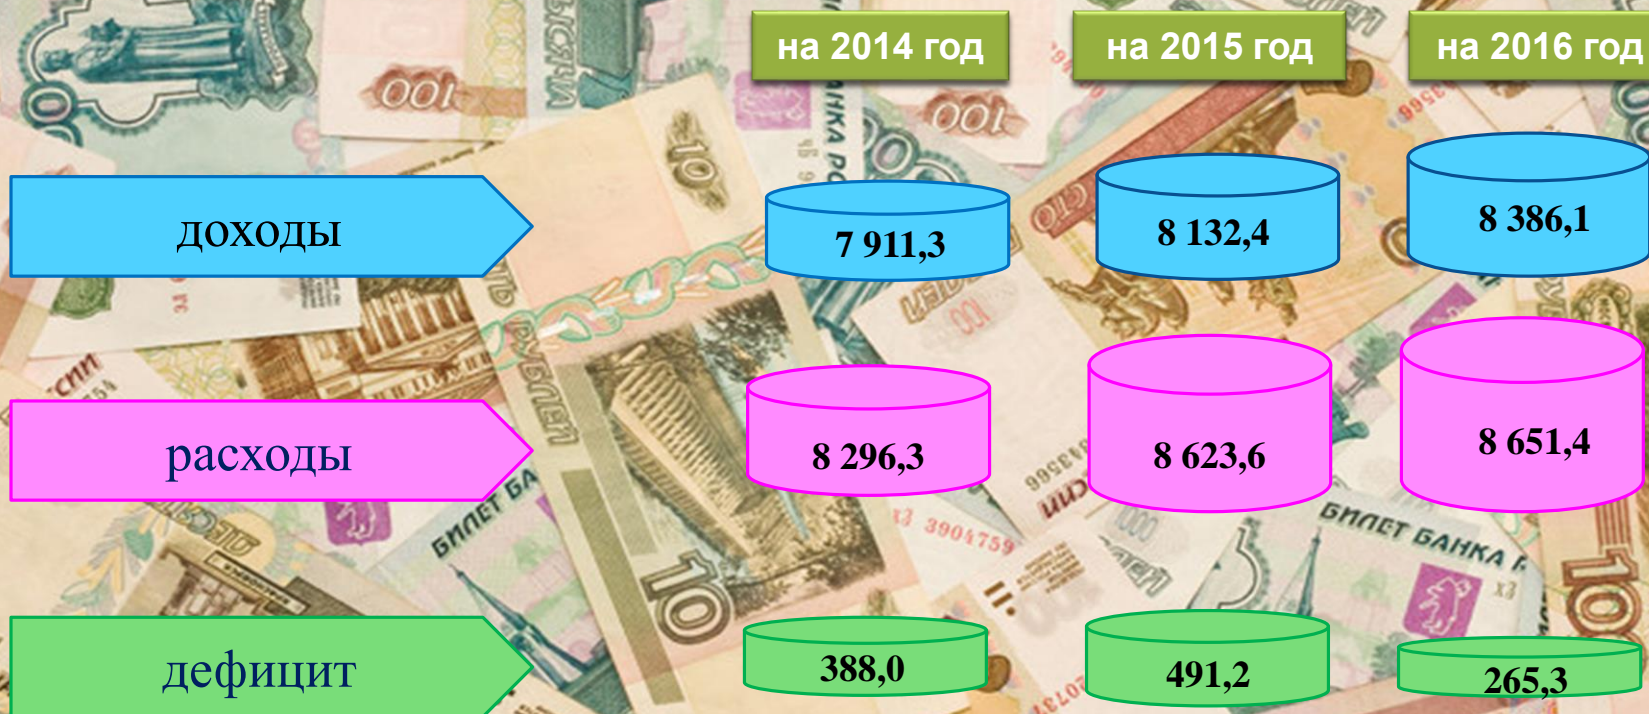 на 2014 год на 2015 год на 2016 год
доходы 7 911,3 8 132,4 8 386,1
расходы 8 296,3 8 623,6 8 651,4
дефицит 388,0 491,2 265,3